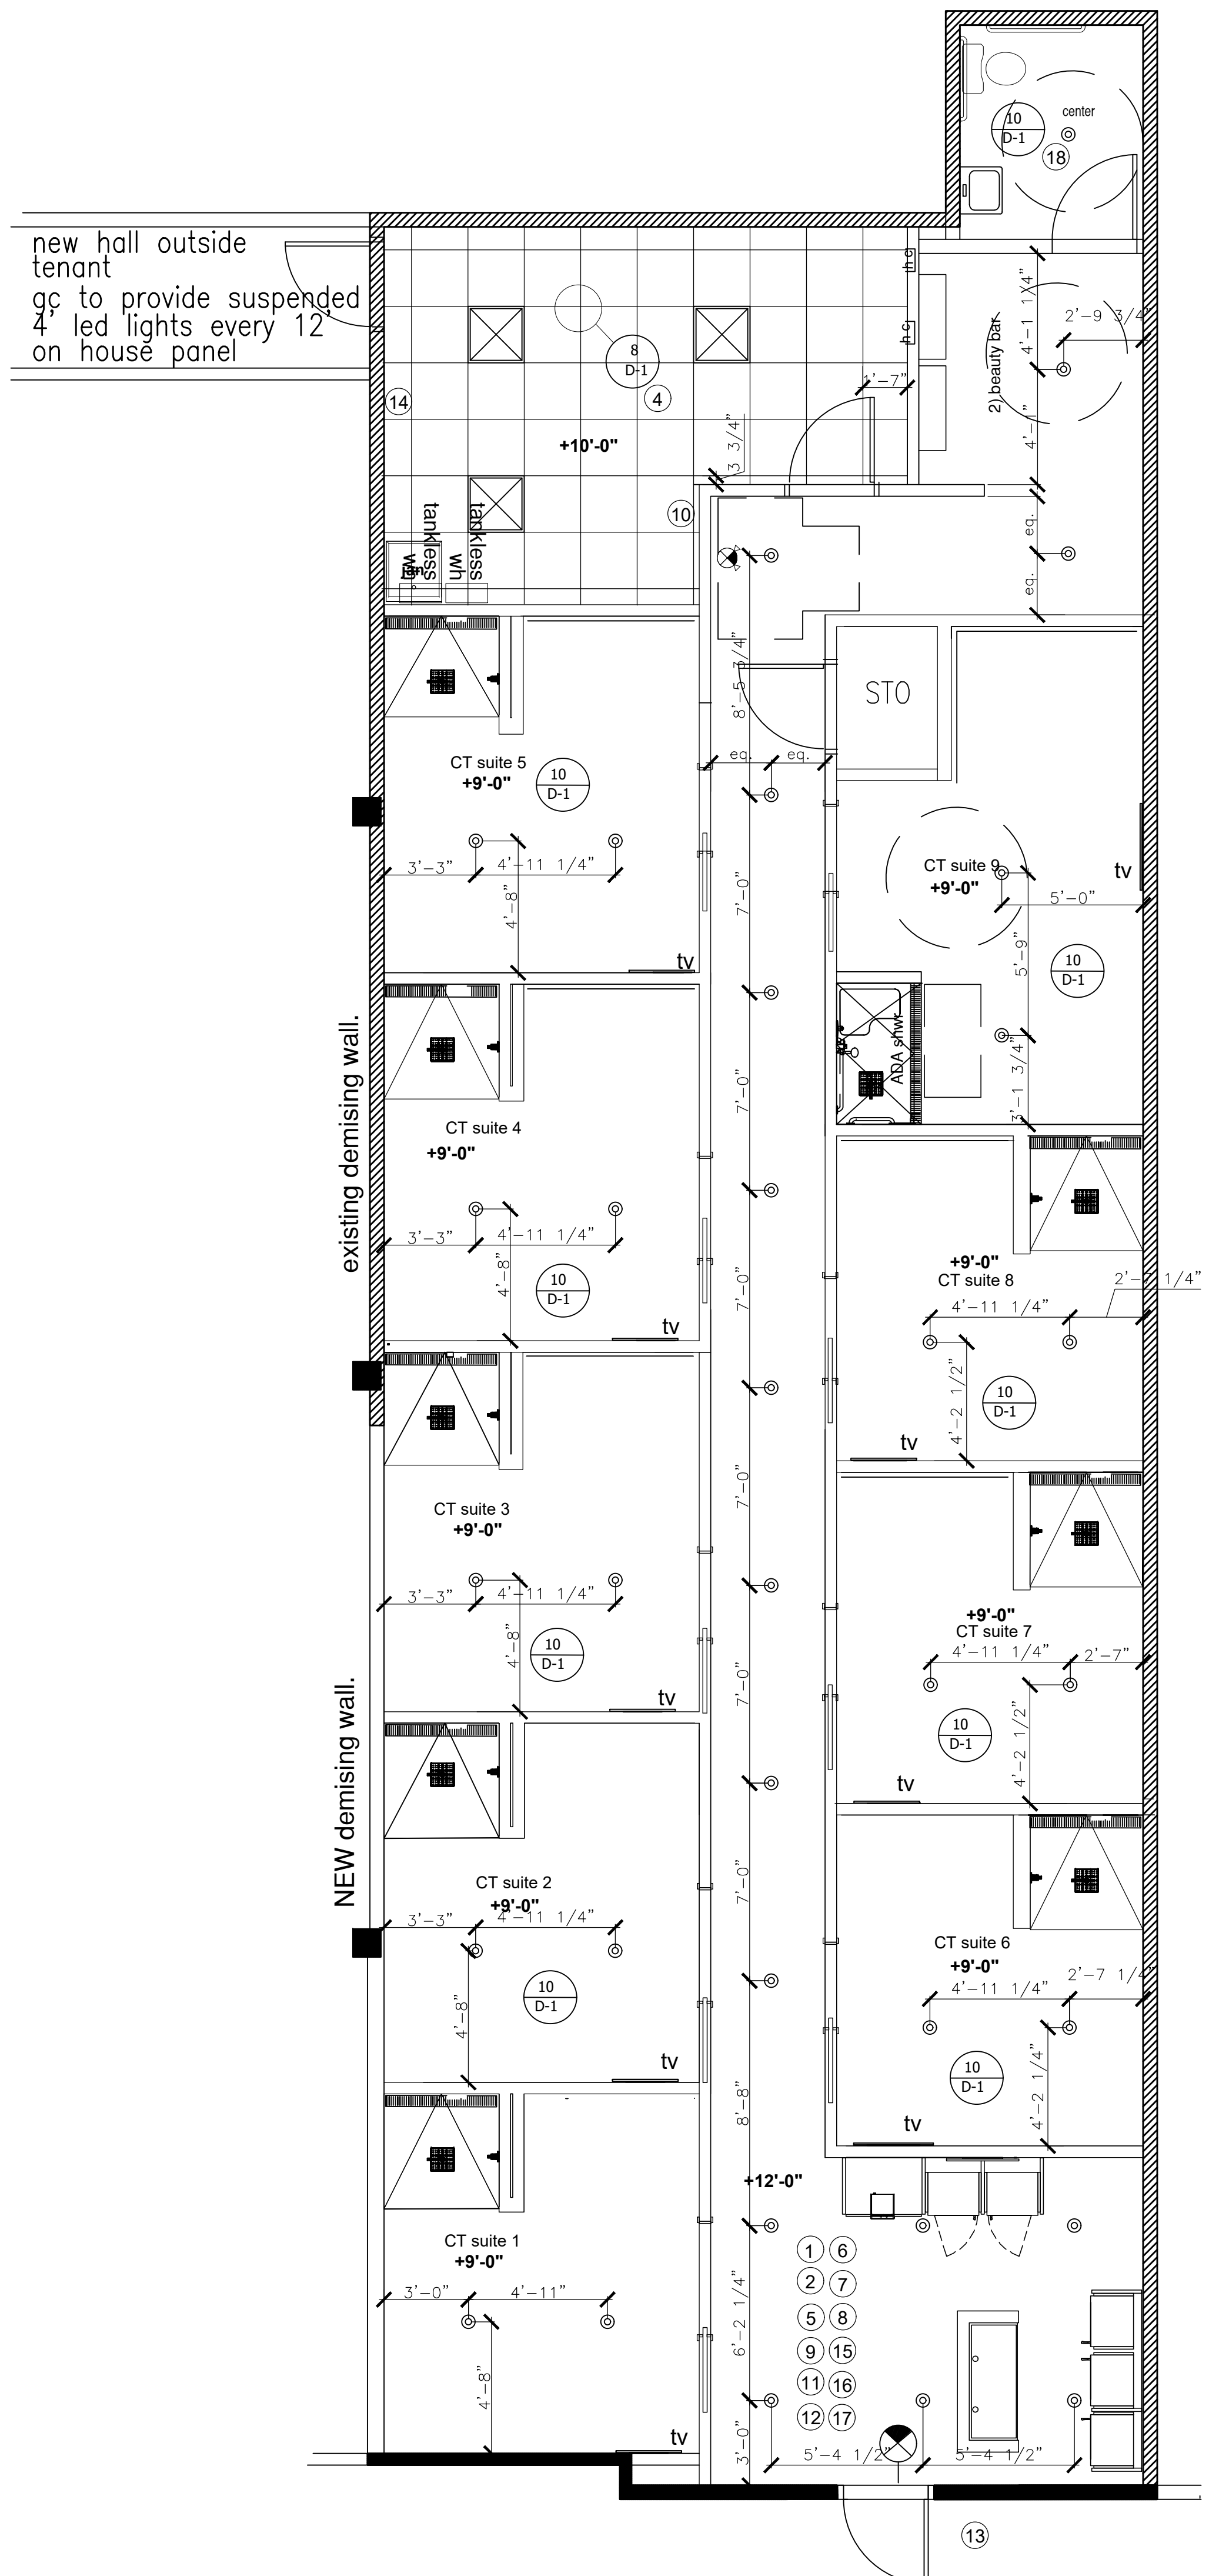 center
10
D-1
18
new hall outside
tenant
gc to provide suspended
4' led lights every 12'
on house panel
h c
h c
2) beauty bar
4'-1 1/4"
2'-9 3/4"
4'-1"
8
D-1
4
14
1'-7"
+10'-0"
3 3/4"
10
tankless
wh
tankless
wh
jan
eq.
eq.
8'-5 3/4"
STO
eq.
eq.
CT suite 5
+9'-0"
10
D-1
3'-3"
4'-11 1/4"
4'-8"
tv
7'-0"
CT suite 9
+9'-0"
tv
5'-0"
5'-9"
10
D-1
3'-1 3/4"
ADA shwr
existing demising wall.
7'-0"
CT suite 4
+9'-0"
3'-3"
4'-11 1/4"
4'-8"
10
D-1
tv
7'-0"
+9'-0"
CT suite 8
4'-11 1/4"
4'-2 1/2"
10
D-1
tv
7'-0"
CT suite 3
+9'-0"
3'-3"
4'-11 1/4"
4'-8"
10
D-1
tv
7'-0"
+9'-0"
CT suite 7
4'-11 1/4"
2'-7"
10
D-1
4'-2 1/2"
tv
NEW demising wall.
7'-0"
CT suite 2
+9'-0"
3'-3"
4'-11 1/4"
4'-8"
10
D-1
tv
CT suite 6
+9'-0"
4'-11 1/4"
2'-7 1/4"
10
D-1
4'-2 1/4"
tv
8'-8"
+12'-0"
CT suite 1
+9'-0"
3'-0"
4'-11"
4'-8"
tv
6'-2 1/4"
1
6
2
7
5
8
9
15
11
16
12
17
3'-0"
5'-4 1/2"
5'-4 1/2"
13